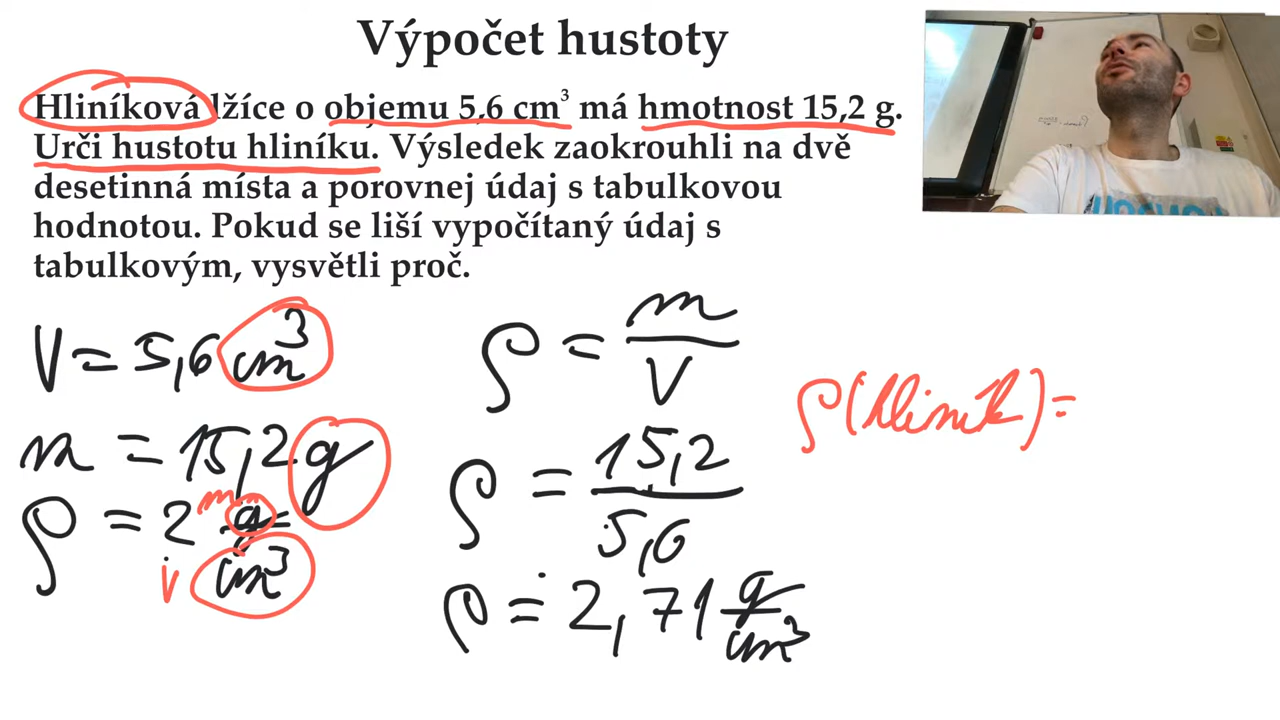 Výpočet hustoty
Hliníková lžíce o objemu 5,6 cm³ má hmotnost 15,2 g.
Urči hustotu hliníku. Výsledek zaokrouhli na dvě
desetinná místa a porovnej údaj s tabulkovou
hodnotou. Pokud se liší vypočítaný údaj s
tabulkovým, vysvětli proč.
V = 5,6 cm³
m = 15,2 g
ρ = ? m g/cm³ V
ρ = m/V
ρ = 15,2/5,6
ρ ≐ 2,71 g/cm³
ρ(hliník) =